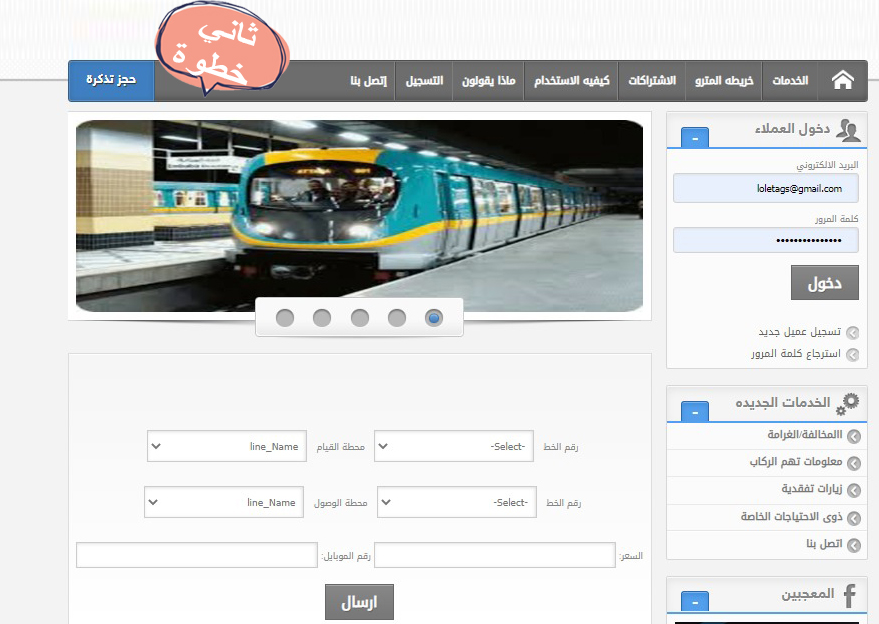 ثاني
خطوة
الخدمات
خريطه المترو
الاشتراكات
كيفيه الاستخدام
ماذا يقولون
التسجيل
إتصل بنا
حجز تذكرة
دخول العملاء
-
البريد الالكتروني
loletags@gmail.com
كلمة المرور
•••••••••••••••
دخول
تسجيل عميل جديد
استرجاع كلمة المرور
رقم الخط
-Select-
محطة القيام
line_Name
رقم الخط
-Select-
محطة الوصول
line_Name
السعر:
رقم الموبايل:
ارسال
الخدمات الجديده
-
االمخالفة/الغرامة
معلومات تهم الركاب
زيارات تفقدية
ذوى الاحتياجات الخاصة
اتصل بنا
المعجبين
-